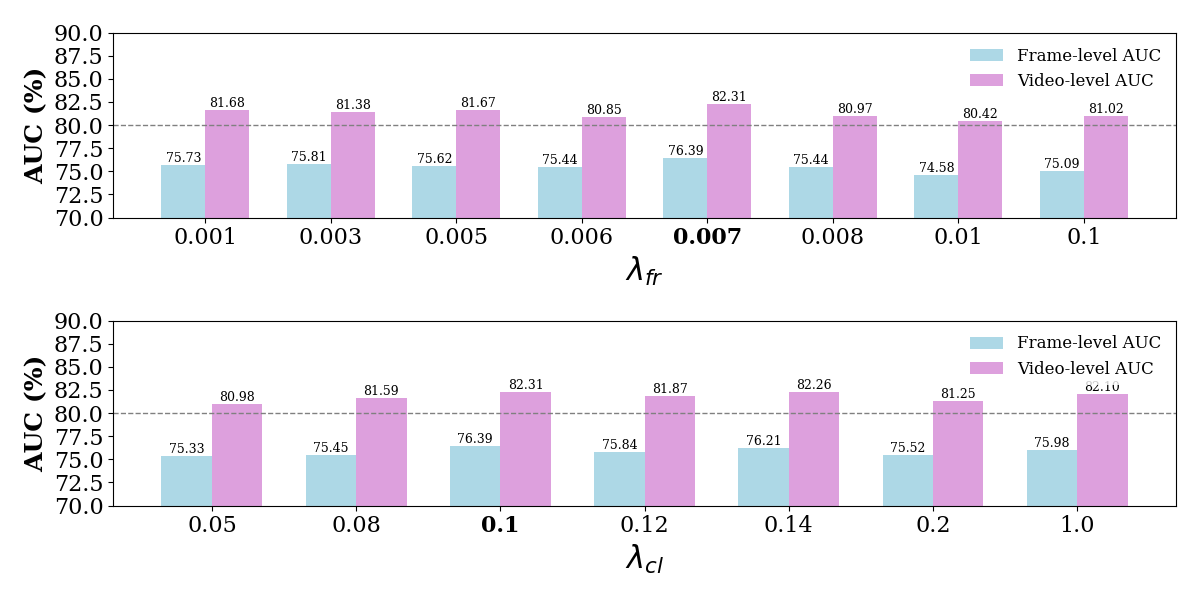 90.0
87.5
85.0
82.5
80.0
77.5
75.0
72.5
70.0
AUC (%)
Frame-level AUC
Video-level AUC
75.73 81.68 75.81 81.38 75.62 81.67 75.44 80.85 76.39 82.31 75.44 80.97 74.58 80.42 75.09 81.02
0.001 0.003 0.005 0.006 0.007 0.008 0.01 0.1
λfr
90.0
87.5
85.0
82.5
80.0
77.5
75.0
72.5
70.0
AUC (%)
Frame-level AUC
Video-level AUC
75.33 80.98 75.45 81.59 76.39 82.31 75.84 81.87 76.21 82.26 75.52 81.25 75.98 82.10
0.05 0.08 0.1 0.12 0.14 0.2 1.0
λcl